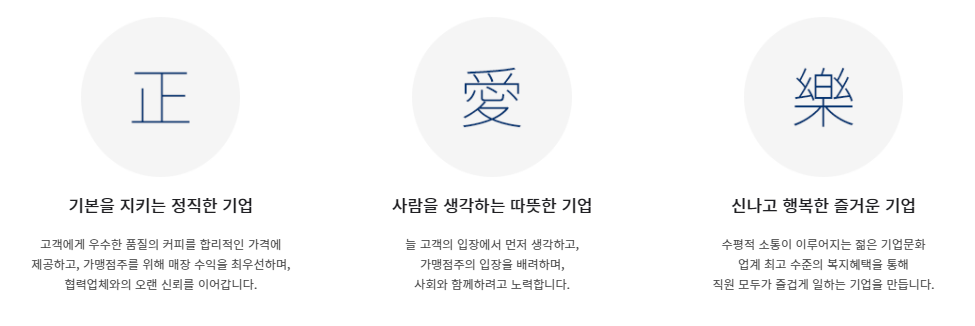 正
기본을 지키는 정직한 기업
고객에게 우수한 품질의 커피를 합리적인 가격에
제공하고, 가맹점주를 위해 매장 수익을 최우선하며,
협력업체와의 오랜 신뢰를 이어갑니다.
愛
사람을 생각하는 따뜻한 기업
늘 고객의 입장에서 먼저 생각하고,
가맹점주의 입장을 배려하며,
사회와 함께하려고 노력합니다.
樂
신나고 행복한 즐거운 기업
수평적 소통이 이루어지는 젊은 기업문화
업계 최고 수준의 복지혜택을 통해
직원 모두가 즐겁게 일하는 기업을 만듭니다.